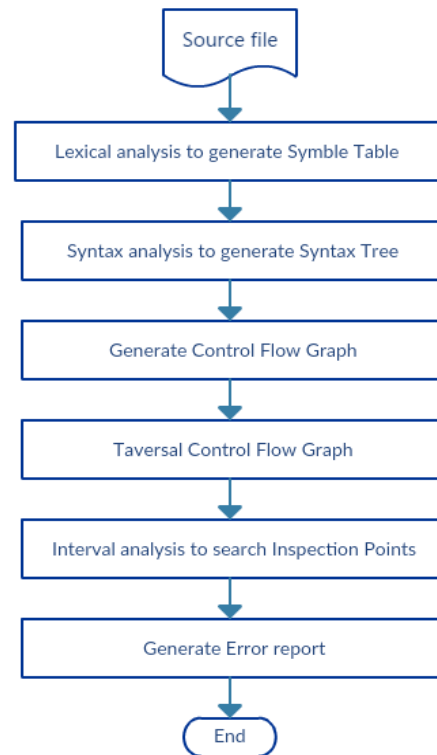 Source file
Lexical analysis to generate Symble Table
Syntax analysis to generate Syntax Tree
Generate Control Flow Graph
Taversal Control Flow Graph
Interval analysis to search Inspection Points
Generate Error report
End